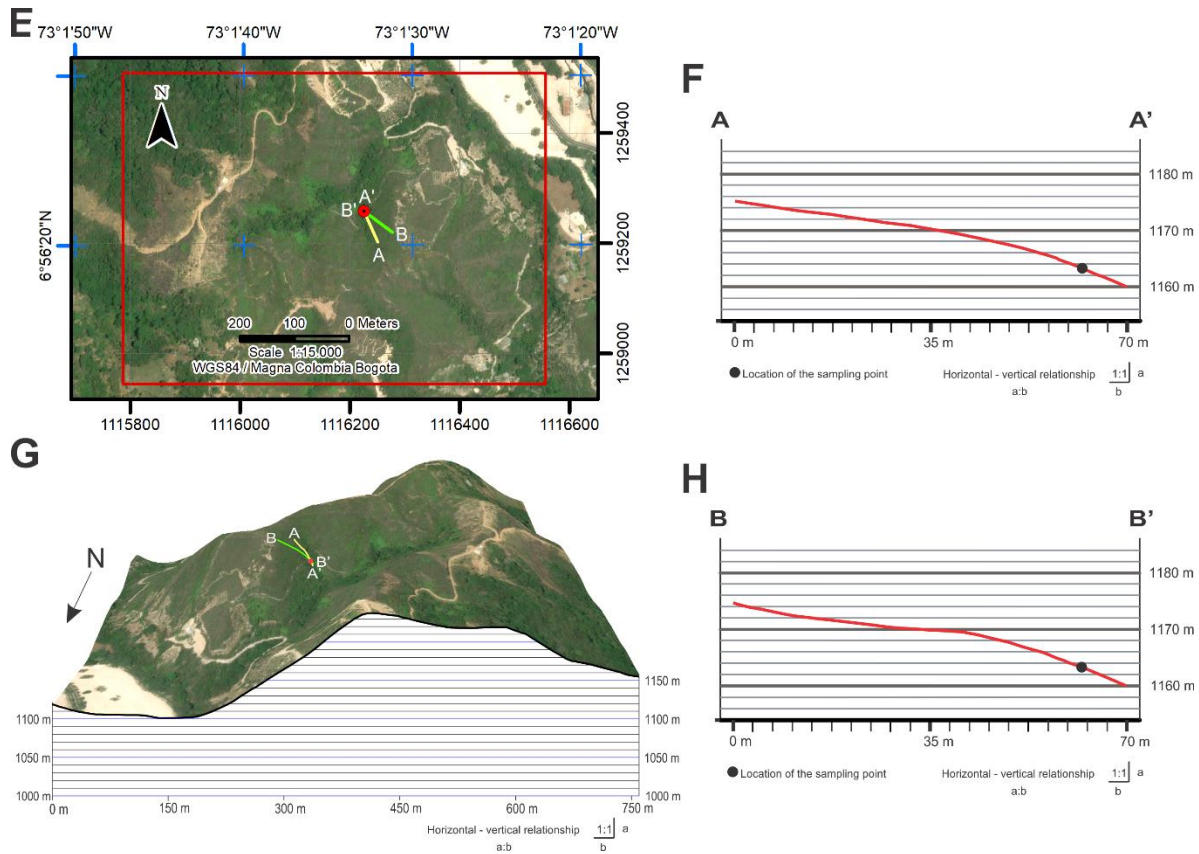 E
73°1'50"W 73°1'40"W 73°1'30"W 73°1'20"W
N
6°56'20"N
1259400
1259200
1259000
A'
B'
B
A
200 100 0 Meters
Scale 1:15.000
WGS84 / Magna Colombia Bogota
1115800 1116000 1116200 1116400 1116600
F
A A'
1180 m
1170 m
1160 m
0 m 35 m 70 m
Location of the sampling point Horizontal - vertical relationship 1:1 a
a:b b
G
N
A
B
B'
A'
1150 m
1100 m 1100 m
1050 m 1050 m
1000 m 1000 m
0 m 150 m 300 m 450 m 600 m 750 m
Horizontal - vertical relationship 1:1 a
a:b b
H
B B'
1180 m
1170 m
1160 m
0 m 35 m 70 m
Location of the sampling point Horizontal - vertical relationship 1:1 a
a:b b